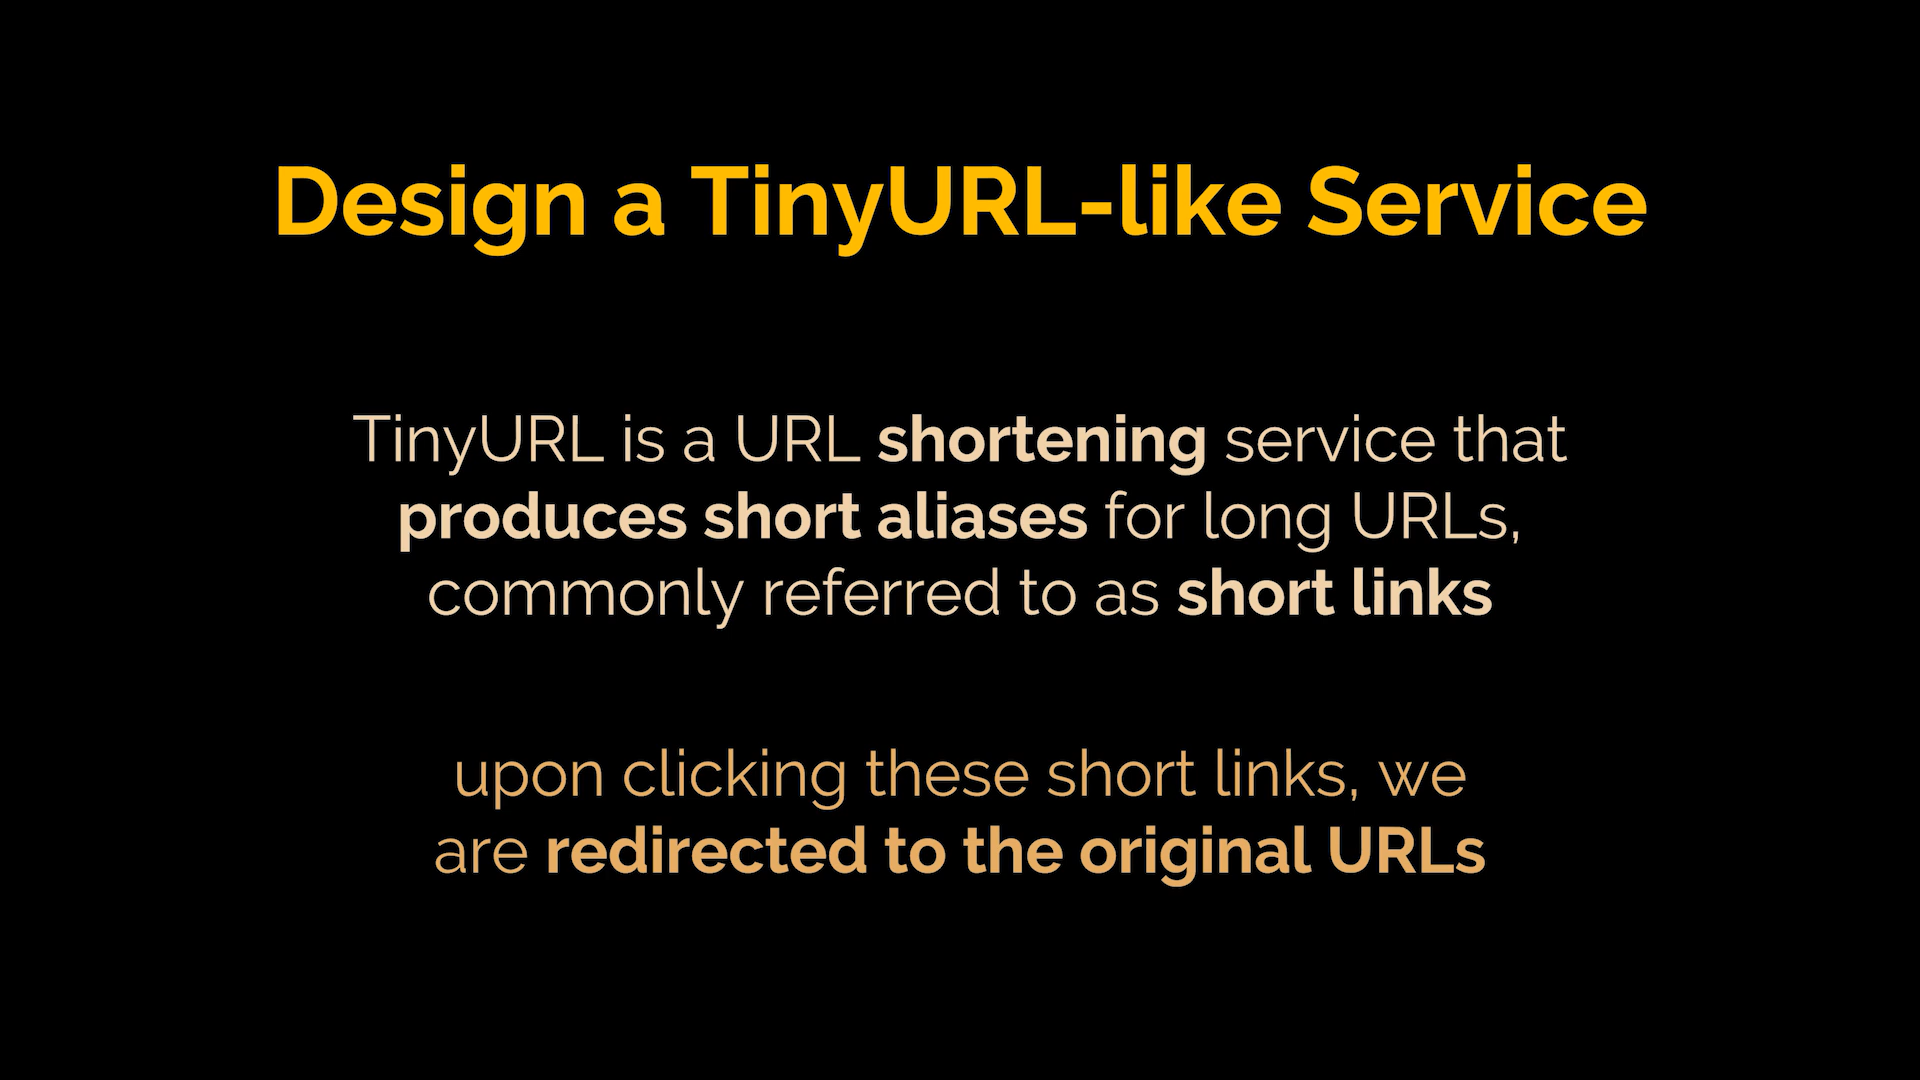 Design a TinyURL-like Service
TinyURL is a URL shortening service that
produces short aliases for long URLs,
commonly referred to as short links
upon clicking these short links, we
are redirected to the original URLs